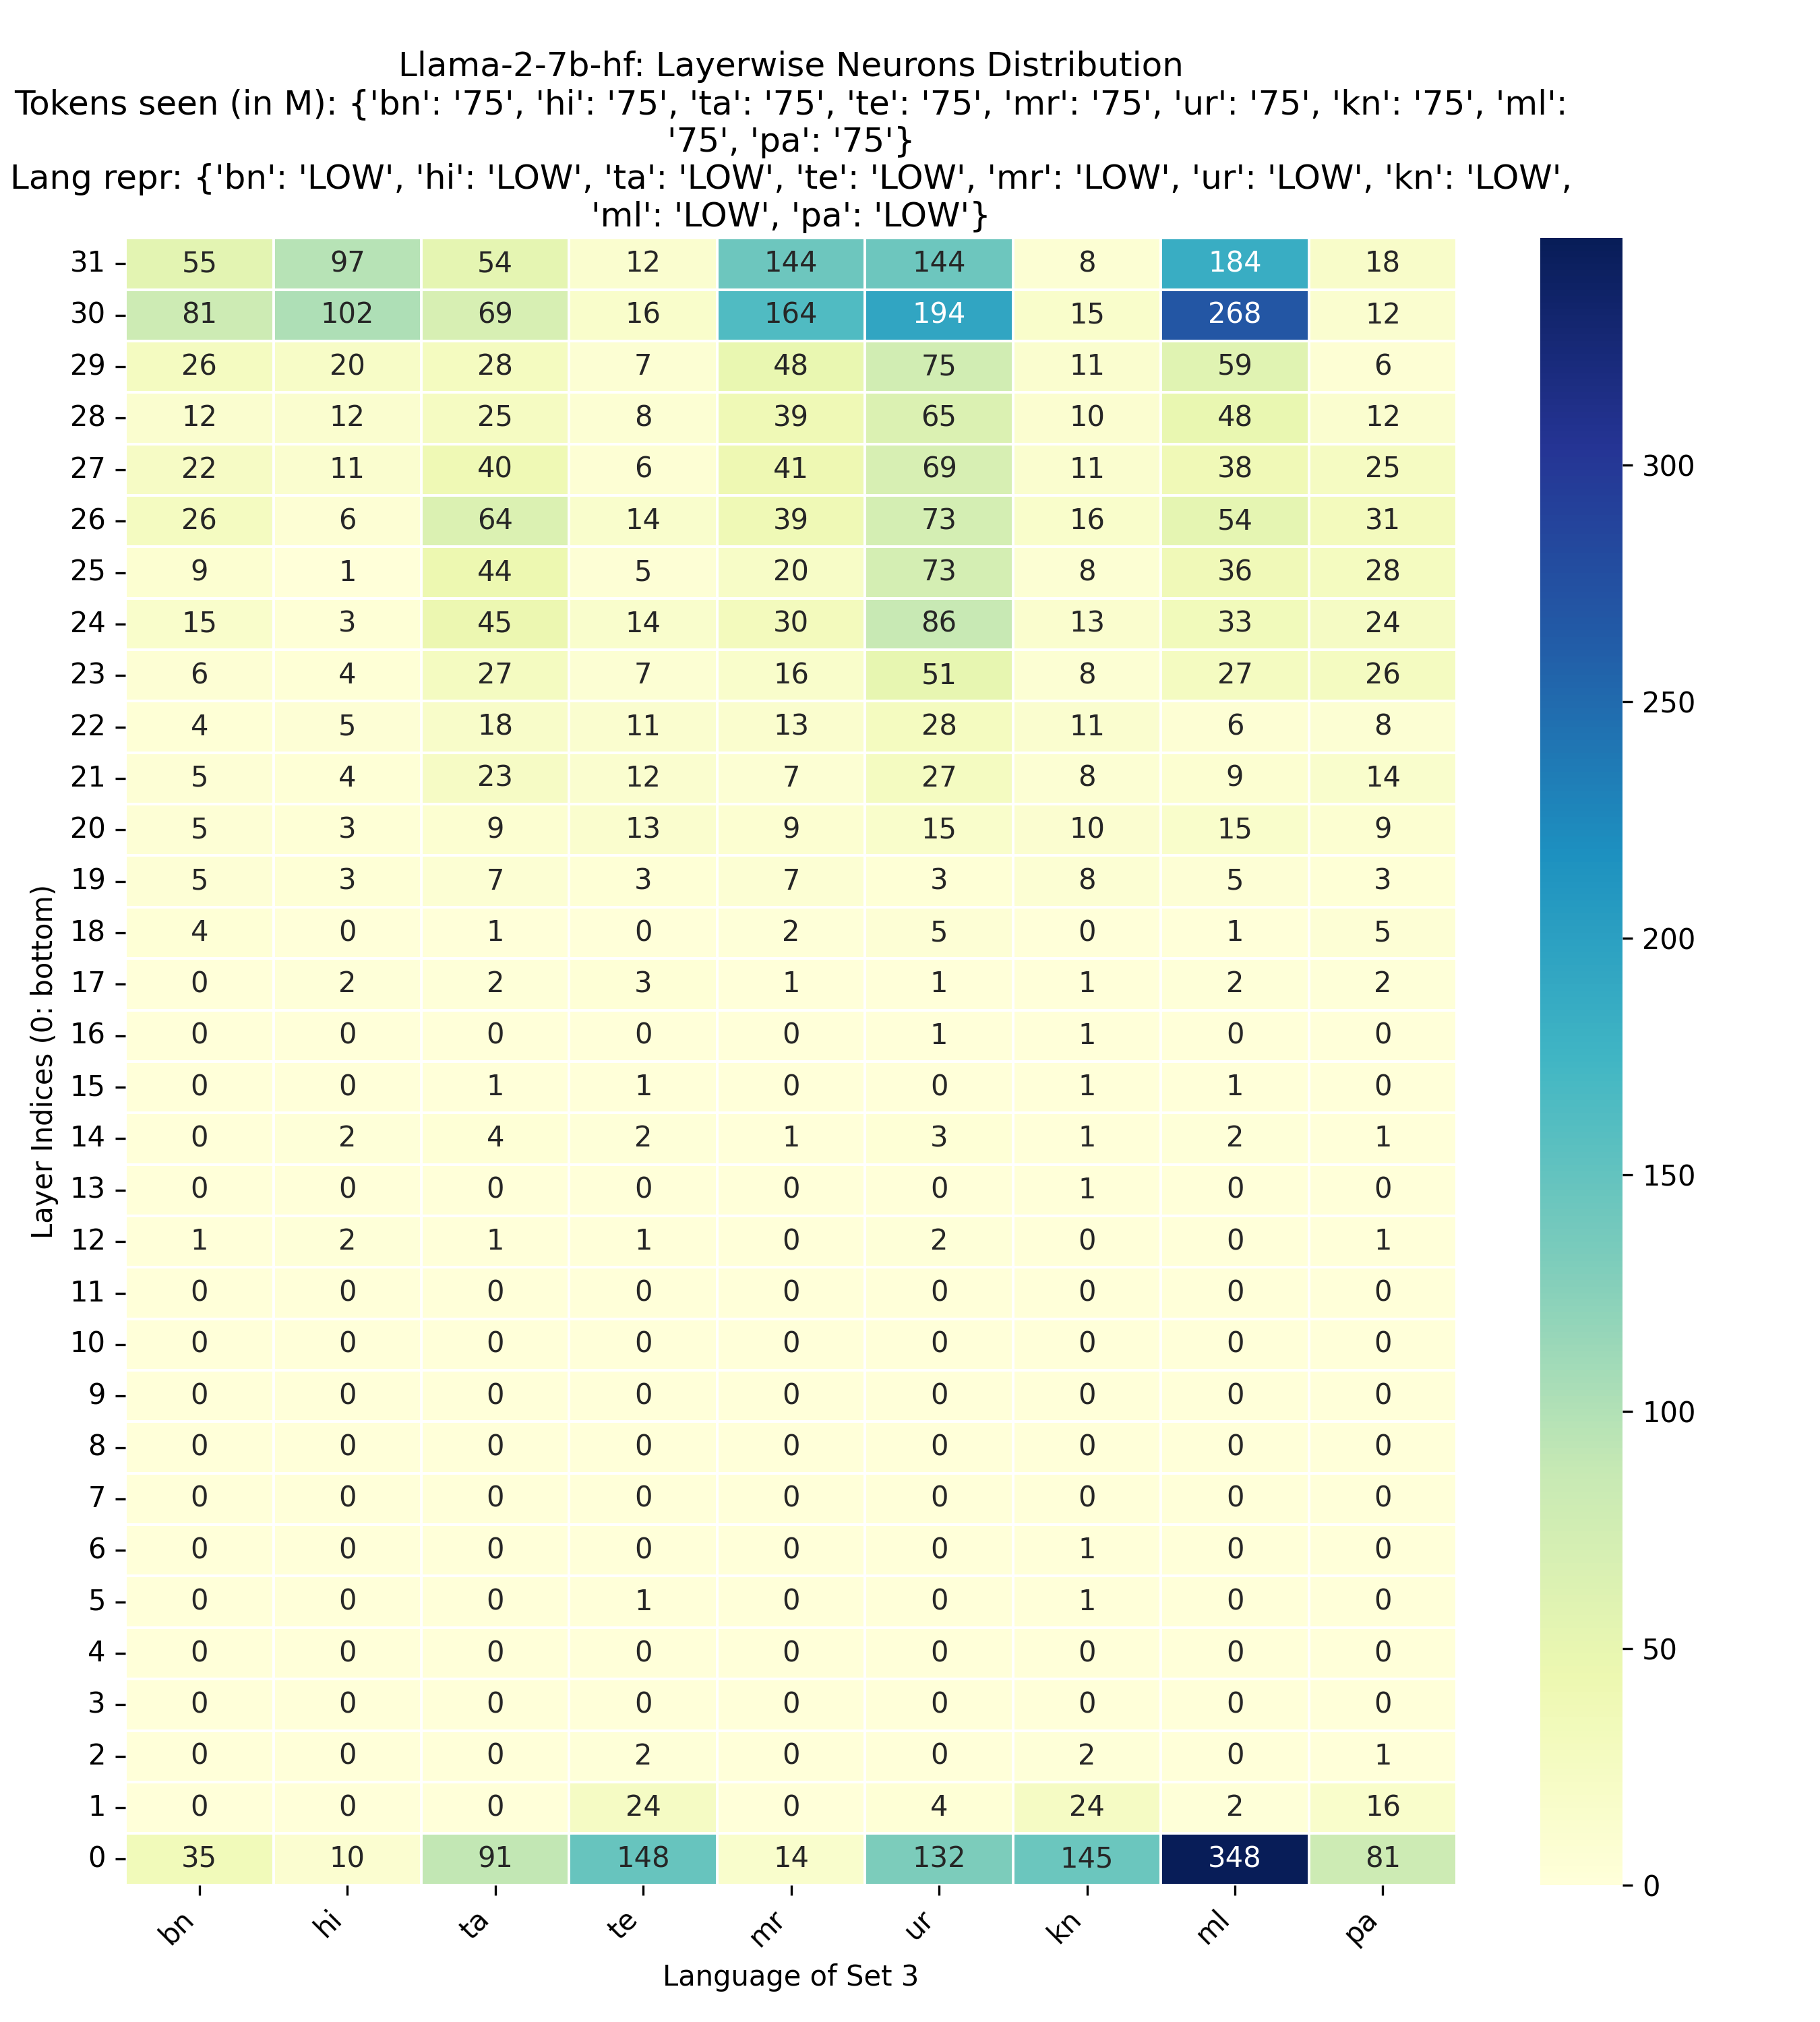 Llama-2-7b-hf: Layerwise Neurons Distribution
Tokens seen (in M): {'bn': '75', 'hi': '75', 'ta': '75', 'te': '75', 'mr': '75', 'ur': '75', 'kn': '75', 'ml':
'75', 'pa': '75'}
Lang repr: {'bn': 'LOW', 'hi': 'LOW', 'ta': 'LOW', 'te': 'LOW', 'mr': 'LOW', 'ur': 'LOW', 'kn': 'LOW',
'ml': 'LOW', 'pa': 'LOW'}
31 55 97 54 12 144 144 8 184 18
30 81 102 69 16 164 194 15 268 12
29 26 20 28 7 48 75 11 59 6
28 12 12 25 8 39 65 10 48 12
27 22 11 40 6 41 69 11 38 25
26 26 6 64 14 39 73 16 54 31
25 9 1 44 5 20 73 8 36 28
24 15 3 45 14 30 86 13 33 24
23 6 4 27 7 16 51 8 27 26
22 4 5 18 11 13 28 11 6 8
21 5 4 23 12 7 27 8 9 14
20 5 3 9 13 9 15 10 15 9
19 5 3 7 3 7 3 8 5 3
18 4 0 1 0 2 5 0 1 5
17 0 2 2 3 1 1 1 2 2
16 0 0 0 0 0 1 1 0 0
15 0 0 1 1 0 0 1 1 0
14 0 2 4 2 1 3 1 2 1
13 0 0 0 0 0 0 1 0 0
12 1 2 1 1 0 2 0 0 1
11 0 0 0 0 0 0 0 0 0
10 0 0 0 0 0 0 0 0 0
9 0 0 0 0 0 0 0 0 0
8 0 0 0 0 0 0 0 0 0
7 0 0 0 0 0 0 0 0 0
6 0 0 0 0 0 0 1 0 0
5 0 0 0 1 0 0 1 0 0
4 0 0 0 0 0 0 0 0 0
3 0 0 0 0 0 0 0 0 0
2 0 0 0 2 0 0 2 0 1
1 0 0 0 24 0 4 24 2 16
0 35 10 91 148 14 132 145 348 81
bn hi ta te mr ur kn ml pa
Language of Set 3
Layer Indices (0: bottom)
300
250
200
150
100
50
0